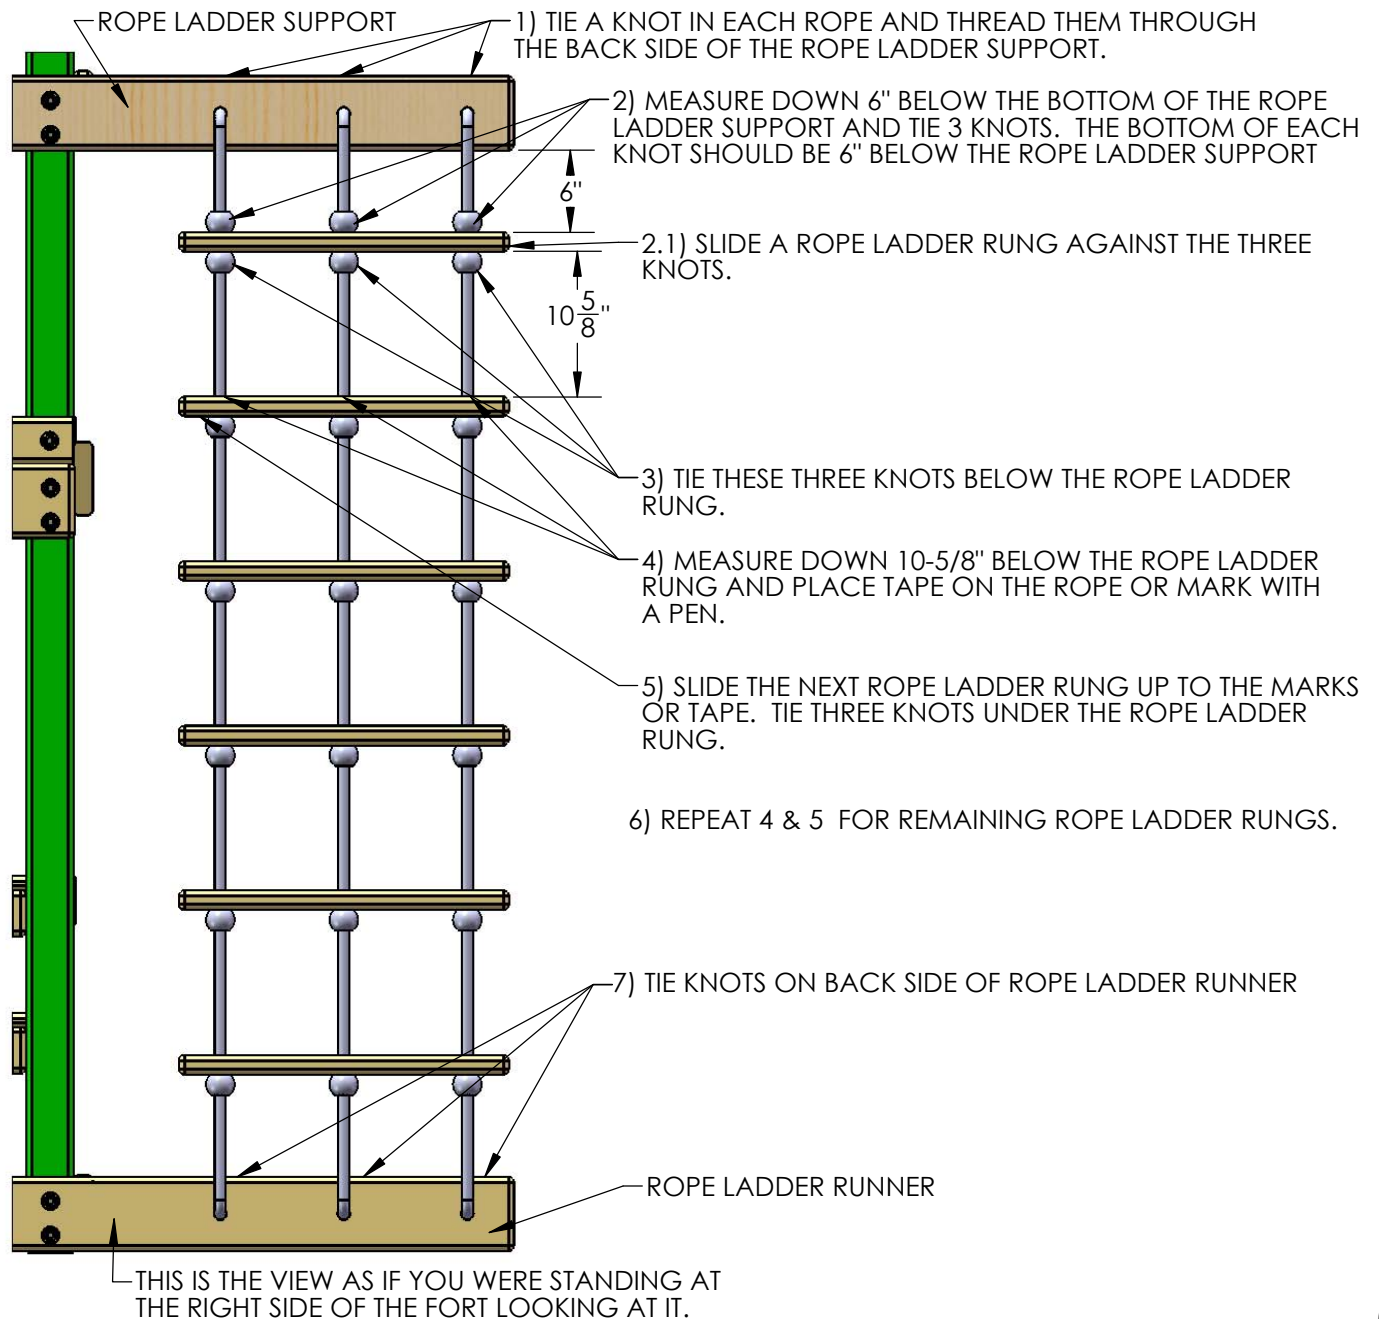 ROPE LADDER SUPPORT
1) TIE A KNOT IN EACH ROPE AND THREAD THEM THROUGH
THE BACK SIDE OF THE ROPE LADDER SUPPORT.
2) MEASURE DOWN 6" BELOW THE BOTTOM OF THE ROPE
LADDER SUPPORT AND TIE 3 KNOTS. THE BOTTOM OF EACH
KNOT SHOULD BE 6" BELOW THE ROPE LADDER SUPPORT
6"
2.1) SLIDE A ROPE LADDER RUNG AGAINST THE THREE
KNOTS.
10 5/8"
3) TIE THESE THREE KNOTS BELOW THE ROPE LADDER
RUNG.
4) MEASURE DOWN 10-5/8" BELOW THE ROPE LADDER
RUNG AND PLACE TAPE ON THE ROPE OR MARK WITH
A PEN.
5) SLIDE THE NEXT ROPE LADDER RUNG UP TO THE MARKS
OR TAPE. TIE THREE KNOTS UNDER THE ROPE LADDER
RUNG.
6) REPEAT 4 & 5 FOR REMAINING ROPE LADDER RUNGS.
7) TIE KNOTS ON BACK SIDE OF ROPE LADDER RUNNER
ROPE LADDER RUNNER
THIS IS THE VIEW AS IF YOU WERE STANDING AT
THE RIGHT SIDE OF THE FORT LOOKING AT IT.